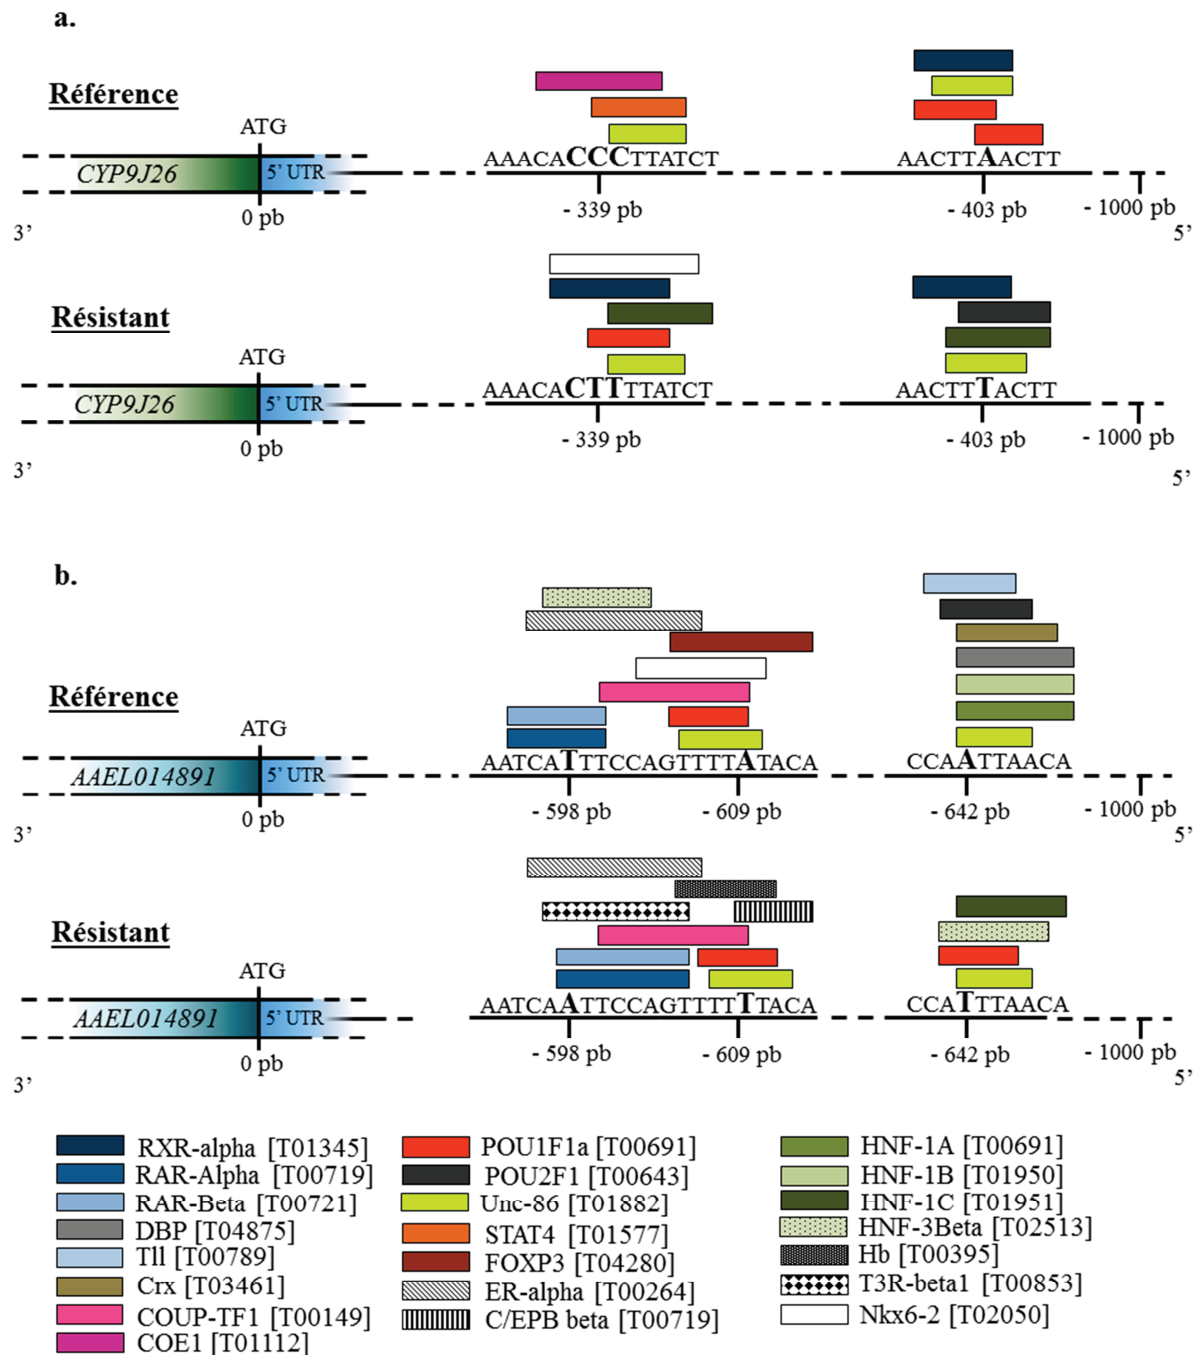 a.
Référence
ATG
CYP9J26
5' UTR
0 pb
3'
AAACACCCTTATCT
- 339 pb
AACTTAACTT
- 403 pb
- 1000 pb
5'
Résistant
ATG
CYP9J26
5' UTR
0 pb
3'
AAACACTTTTATCT
- 339 pb
AACTTTACTT
- 403 pb
- 1000 pb
5'
b.
Référence
ATG
AAEL014891
5' UTR
0 pb
3'
AATCATTTCCAGTTTTATACA
- 598 pb
- 609 pb
CCAATTAACA
- 642 pb
- 1000 pb
5'
Résistant
ATG
AAEL014891
5' UTR
0 pb
3'
AATCAAATTCCAGTTTTTTACA
- 598 pb
- 609 pb
CCATTTAACA
- 642 pb
- 1000 pb
5'
RXR-alpha [T01345]
RAR-Alpha [T00719]
RAR-Beta [T00721]
DBP [T04875]
Tll [T00789]
Crx [T03461]
COUP-TF1 [T00149]
COE1 [T01112]
POU1F1a [T00691]
POU2F1 [T00643]
Unc-86 [T01882]
STAT4 [T01577]
FOXP3 [T04280]
ER-alpha [T00264]
C/EPB beta [T00719]
HNF-1A [T00691]
HNF-1B [T01950]
HNF-1C [T01951]
HNF-3Beta [T02513]
Hb [T00395]
T3R-beta1 [T00853]
Nkx6-2 [T02050]